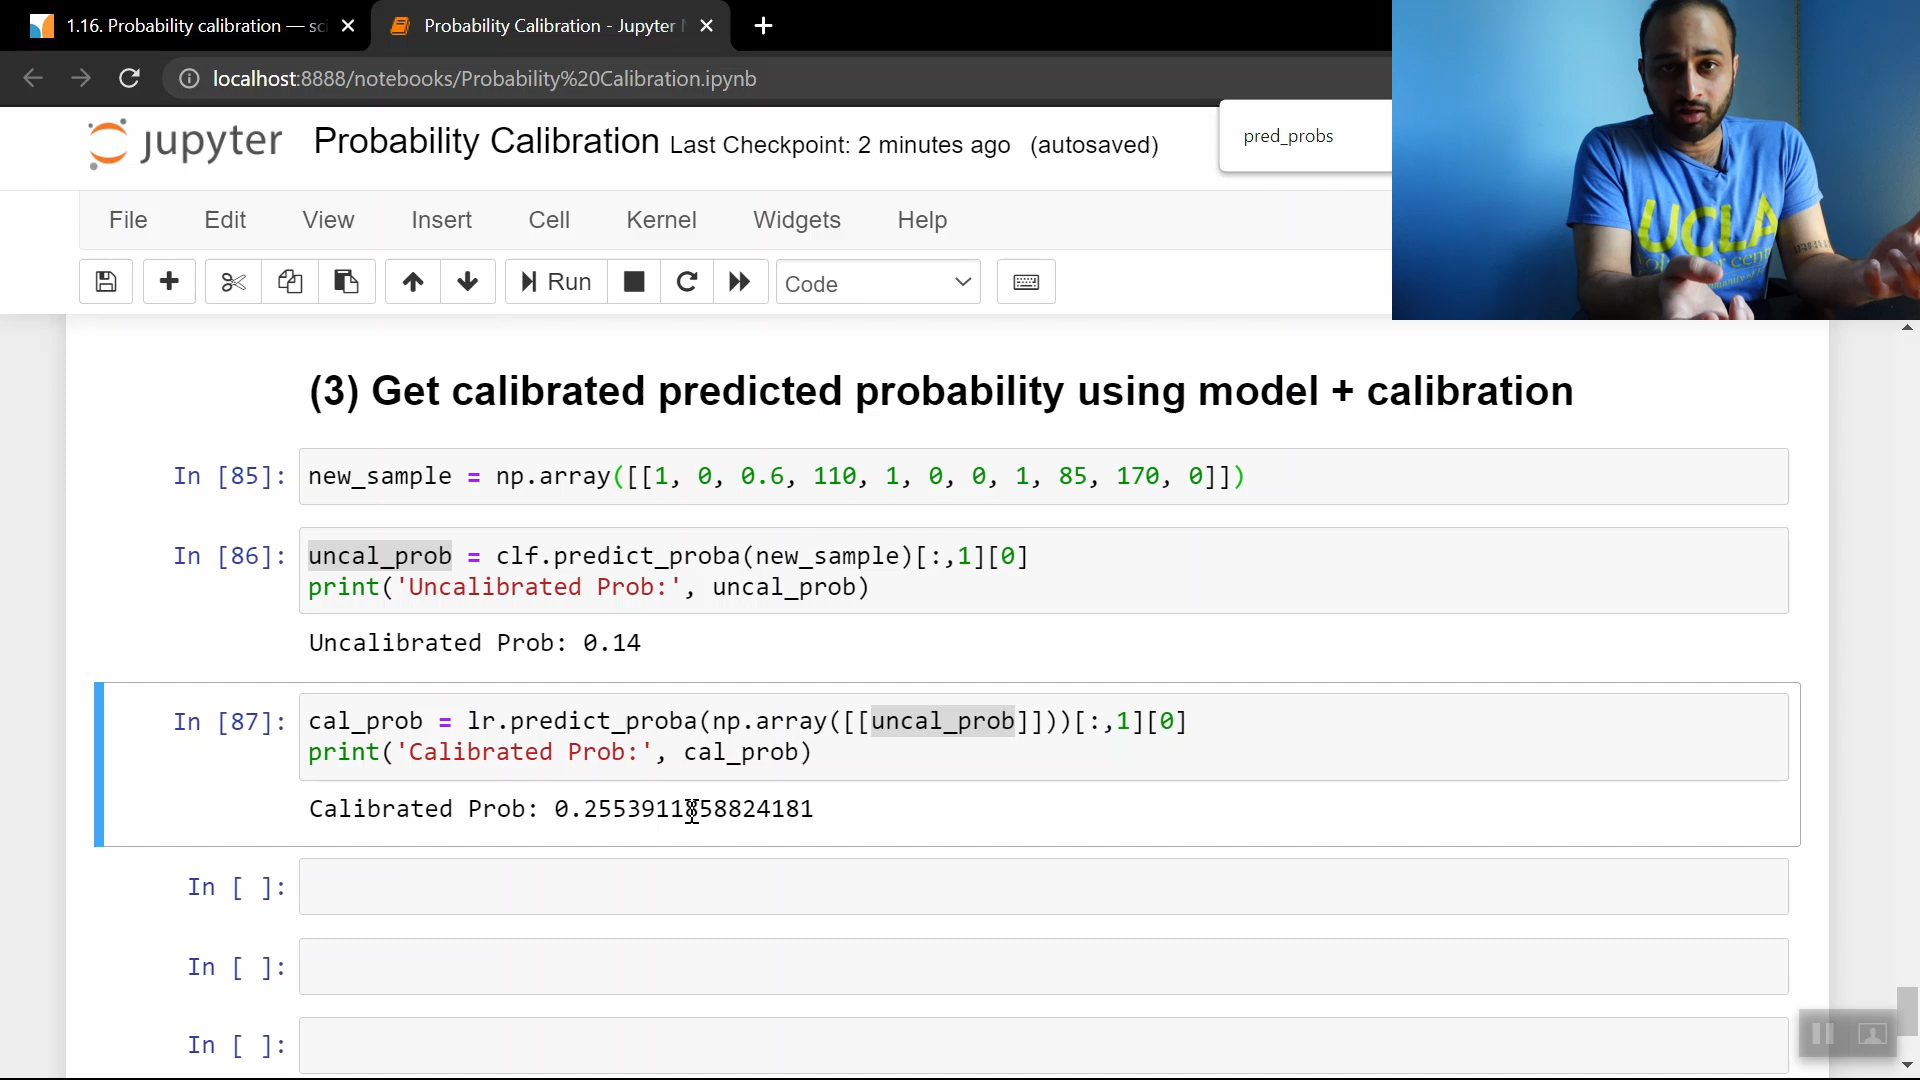 1.16. Probability calibration — sc
Probability Calibration - Jupyter N
localhost:8888/notebooks/Probability%20Calibration.ipynb
jupyter Probability Calibration Last Checkpoint: 2 minutes ago (autosaved)
pred_probs
File Edit View Insert Cell Kernel Widgets Help
Run Code
UCLA
(3) Get calibrated predicted probability using model + calibration
In [85]: new_sample = np.array([[1, 0, 0.6, 110, 1, 0, 0, 1, 85, 170, 0]])
In [86]: uncal_prob = clf.predict_proba(new_sample)[:,1][0]
print('Uncalibrated Prob:', uncal_prob)
Uncalibrated Prob: 0.14
In [87]: cal_prob = lr.predict_proba(np.array([[uncal_prob]]))[:,1][0]
print('Calibrated Prob:', cal_prob)
Calibrated Prob: 0.2553911858824181
In [ ]:
In [ ]:
In [ ]: